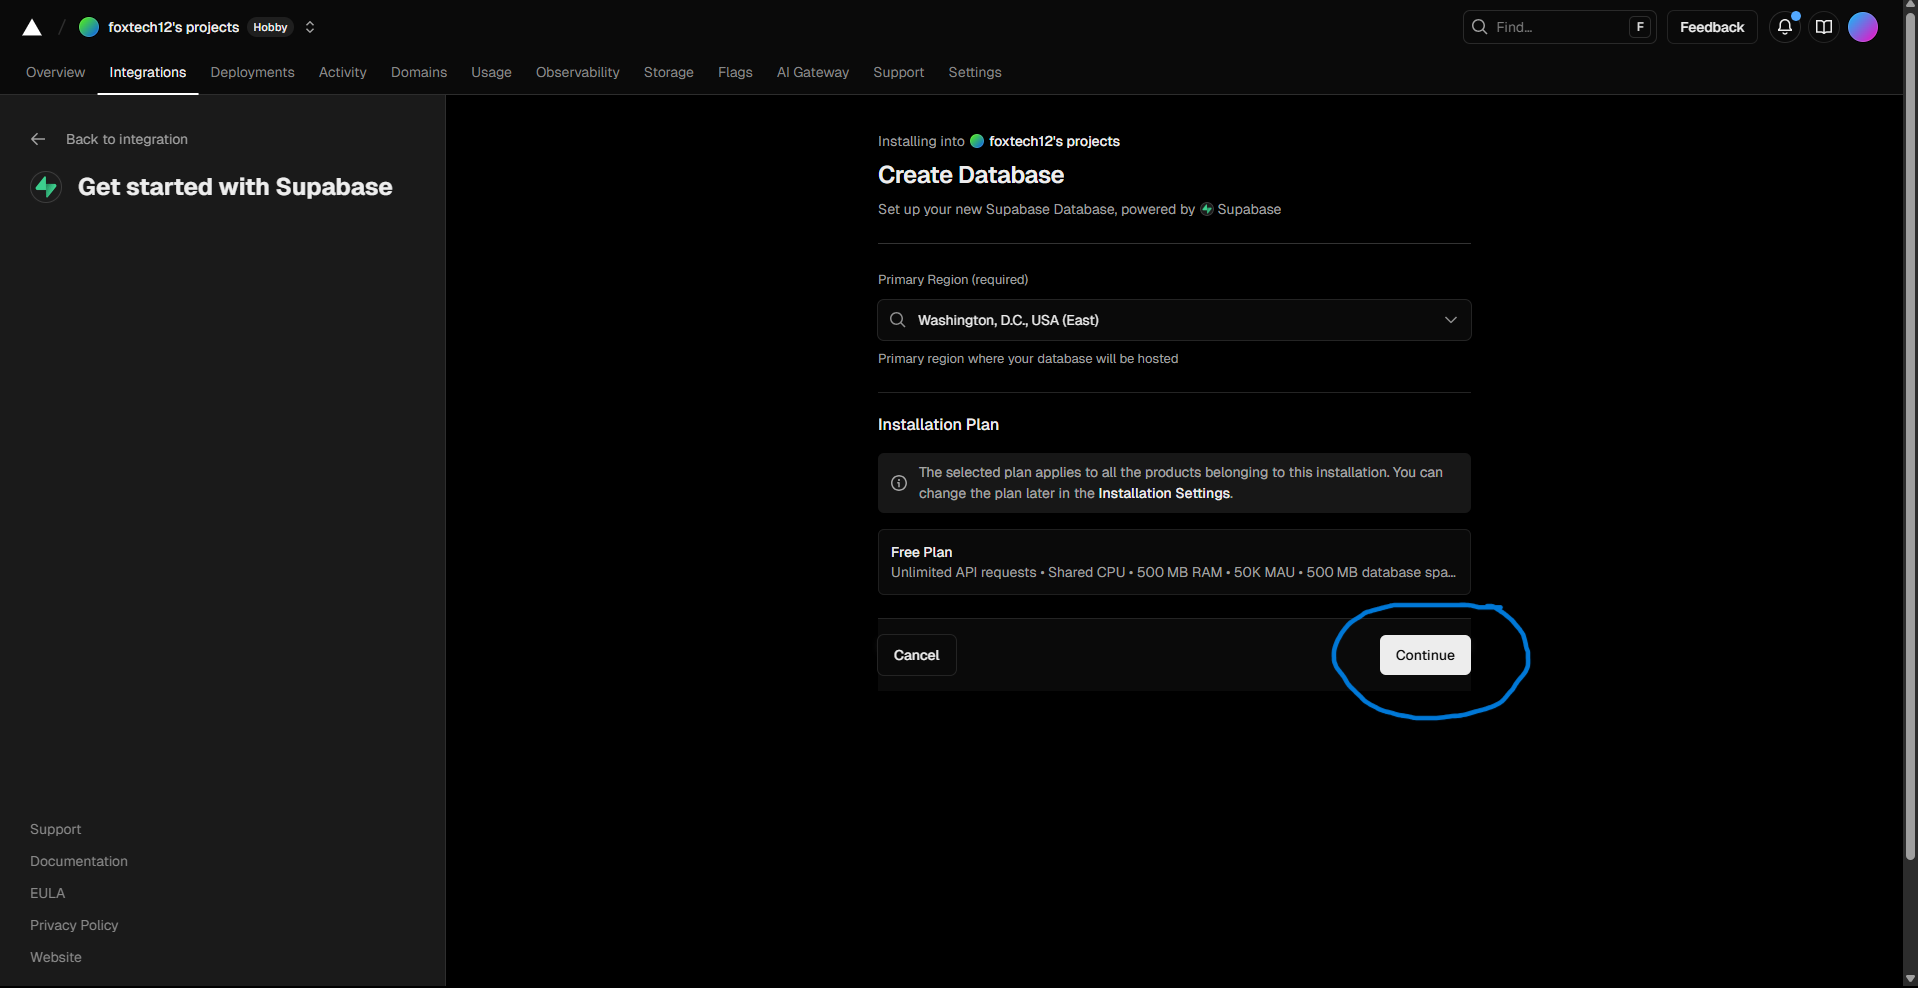 foxtech12's projects Hobby
Find... F
Feedback
Overview Integrations Deployments Activity Domains Usage Observability Storage Flags AI Gateway Support Settings
Back to integration
Get started with Supabase
Installing into foxtech12's projects
Create Database
Set up your new Supabase Database, powered by Supabase
Primary Region (required)
Washington, D.C., USA (East)
Primary region where your database will be hosted
Installation Plan
The selected plan applies to all the products belonging to this installation. You can
change the plan later in the Installation Settings.
Free Plan
Unlimited API requests • Shared CPU • 500 MB RAM • 50K MAU • 500 MB database spa...
Cancel
Continue
Support
Documentation
EULA
Privacy Policy
Website